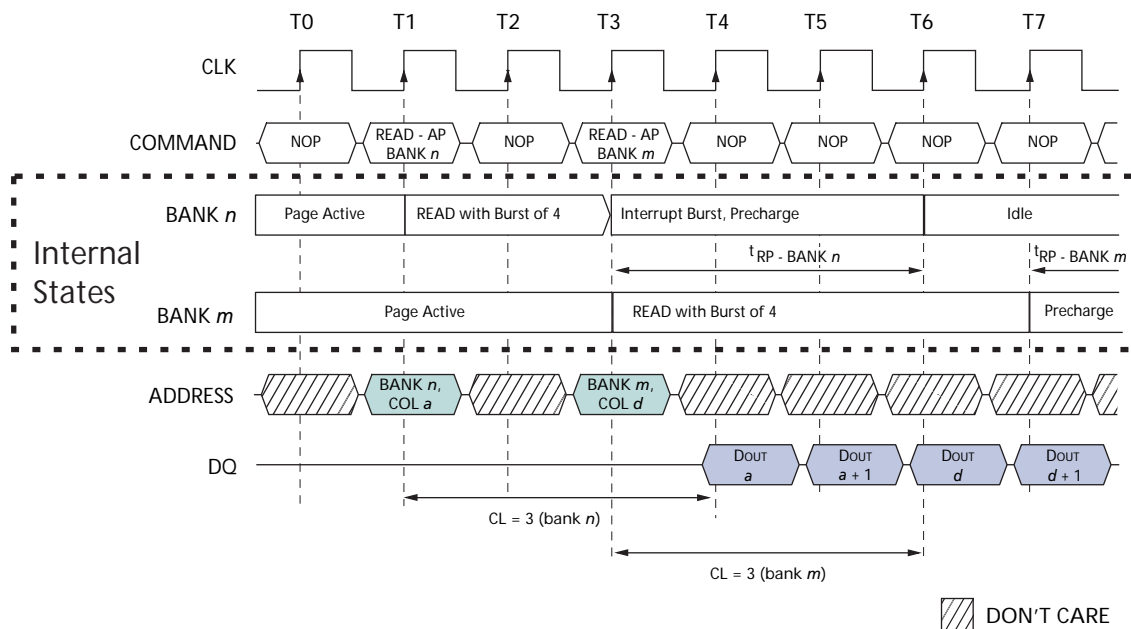 T0 T1 T2 T3 T4 T5 T6 T7
CLK
COMMAND NOP READ - AP BANK n NOP READ - AP BANK m NOP NOP NOP NOP
Internal States
BANK n Page Active READ with Burst of 4 Interrupt Burst, Precharge Idle
tRP - BANK n tRP - BANK m
BANK m Page Active READ with Burst of 4 Precharge
ADDRESS BANK n, COL a BANK m, COL d
DQ DOUT a DOUT a + 1 DOUT d DOUT d + 1
CL = 3 (bank n)
CL = 3 (bank m)
DON'T CARE